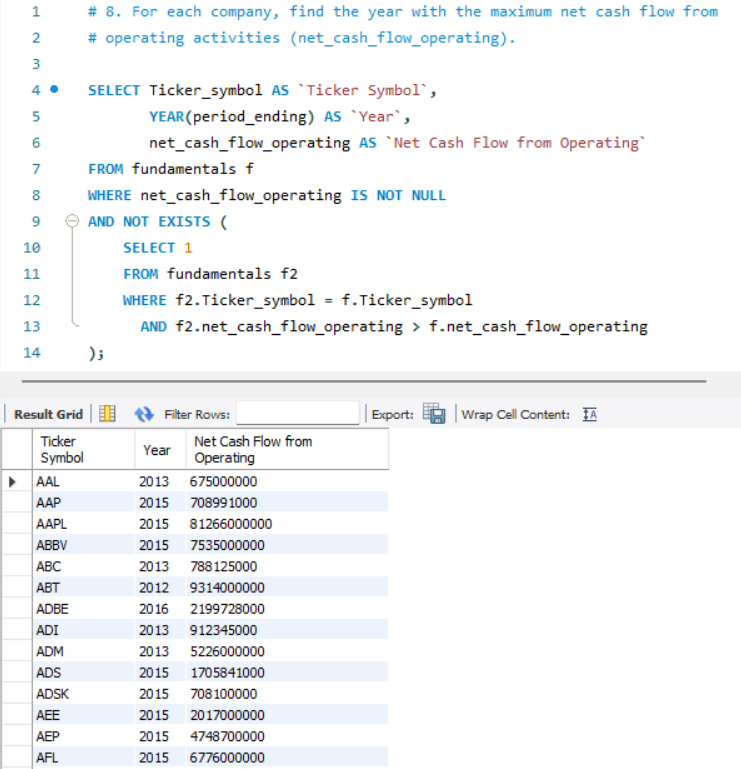 1 # 8. For each company, find the year with the maximum net cash flow from
2 # operating activities (net_cash_flow_operating).
3
4 SELECT Ticker_symbol AS `Ticker Symbol`,
5 YEAR(period_ending) AS `Year`,
6 net_cash_flow_operating AS `Net Cash Flow from Operating`
7 FROM fundamentals f
8 WHERE net_cash_flow_operating IS NOT NULL
9 AND NOT EXISTS (
10 SELECT 1
11 FROM fundamentals f2
12 WHERE f2.Ticker_symbol = f.Ticker_symbol
13 AND f2.net_cash_flow_operating > f.net_cash_flow_operating
14 );
Result Grid Filter Rows: Export: Wrap Cell Content: IA
Ticker Symbol Year Net Cash Flow from Operating
AAL 2013 675000000
AAP 2015 708991000
AAPL 2015 81266000000
ABBV 2015 7535000000
ABC 2013 788125000
ABT 2012 9314000000
ADBE 2016 2199728000
ADI 2013 912345000
ADM 2013 5226000000
ADS 2015 1705841000
ADSK 2015 708100000
AEE 2015 2017000000
AEP 2015 4748700000
AFL 2015 6776000000